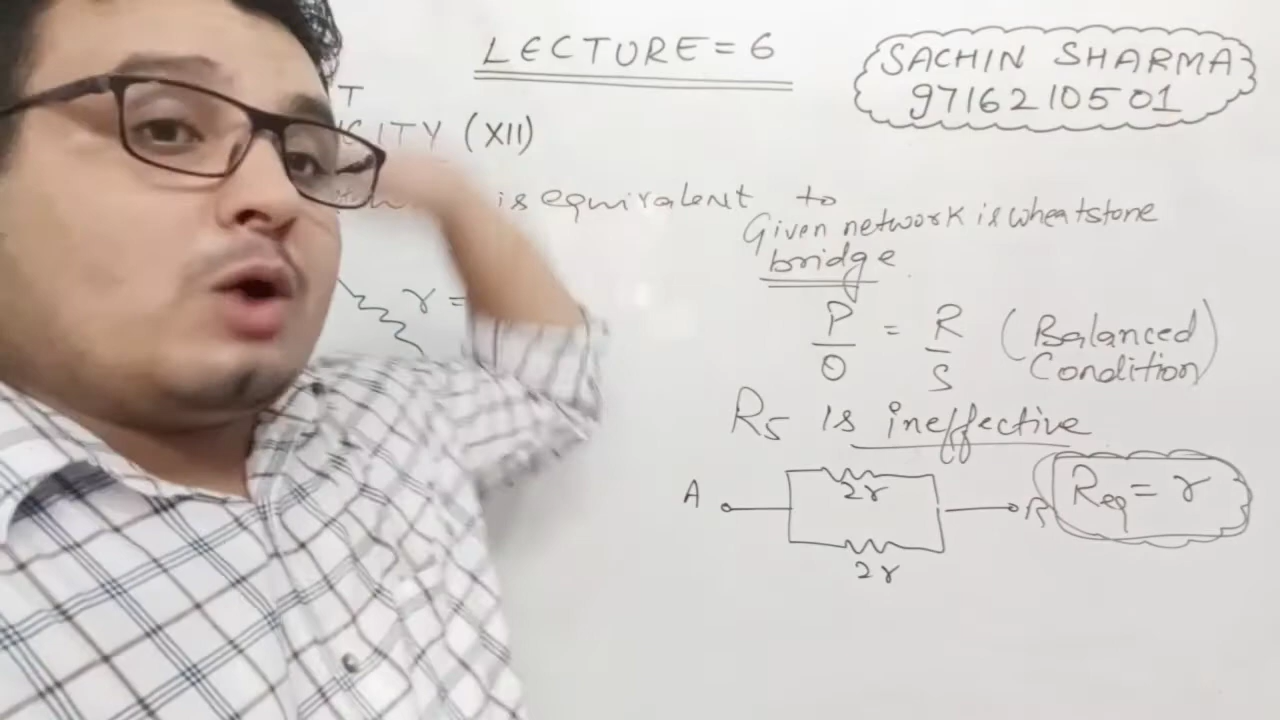 LECTURE = 6
SACHIN SHARMA
9716210501
T
CITY (XII)
is equivalent to
Given network is wheatstone
bridge
r =
P/Q = R/S (Balanced Condition)
R5 is ineffective
A
2r
B
Req = r
2r